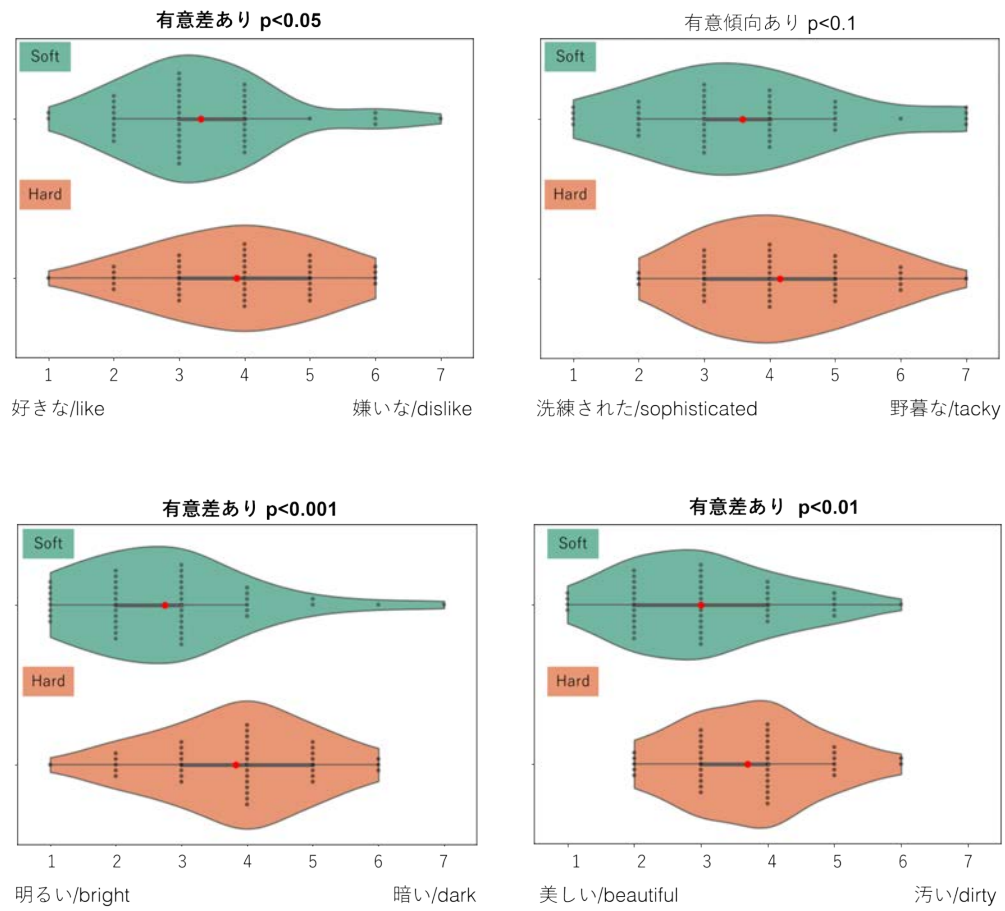 有意差あり p<0.05
Soft
Hard
1 2 3 4 5 6 7
好きな/like 嫌いな/dislike
有意傾向あり p<0.1
Soft
Hard
1 2 3 4 5 6 7
洗練された/sophisticated 野暮な/tacky
有意差あり p<0.001
Soft
Hard
1 2 3 4 5 6 7
明るい/bright 暗い/dark
有意差あり p<0.01
Soft
Hard
1 2 3 4 5 6 7
美しい/beautiful 汚い/dirty